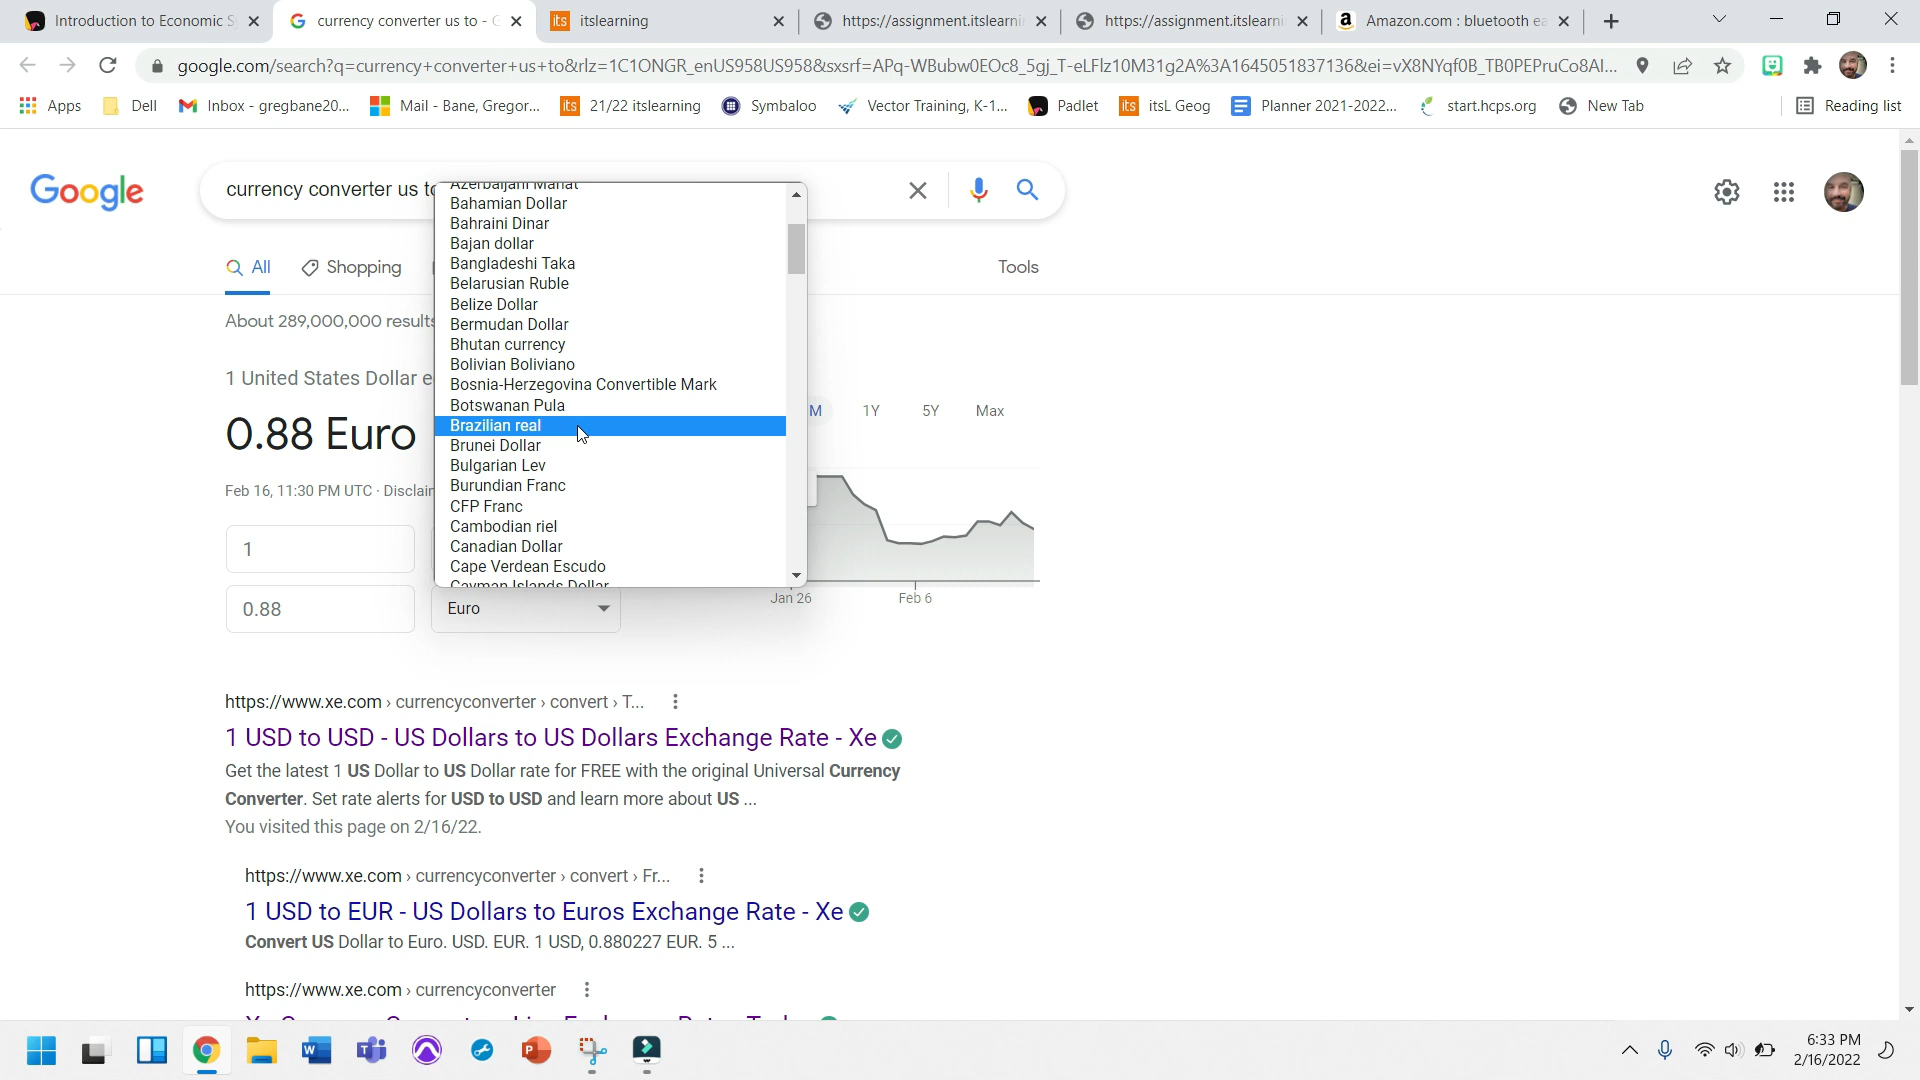 Introduction to Economic S
currency converter us to - G
its itslearning
https://assignment.itslearni
https://assignment.itslearni
a Amazon.com : bluetooth ea
google.com/search?q=currency+converter+us+to&rlz=1C1ONGR_enUS958US958&sxsrf=APq-WBubw0EOc8_5gj_T-eLFlz10M31g2A%3A1645051837136&ei=vX8NYqf0B_TB0PEPruCo8AI...
Apps Dell Inbox - gregbane20... Mail - Bane, Gregor... its 21/22 itslearning Symbaloo Vector Training, K-1... Padlet its itsL Geog Planner 2021-2022... start.hcps.org New Tab Reading list
Google
currency converter us to
Azerbaijani Manat
Bahamian Dollar
Bahraini Dinar
Bajan dollar
Bangladeshi Taka
Belarusian Ruble
Belize Dollar
Bermudan Dollar
Bhutan currency
Bolivian Boliviano
Bosnia-Herzegovina Convertible Mark
Botswanan Pula
Brazilian real
Brunei Dollar
Bulgarian Lev
Burundian Franc
CFP Franc
Cambodian riel
Canadian Dollar
Cape Verdean Escudo
Cayman Islands Dollar
All Shopping
Tools
About 289,000,000 results
1 United States Dollar e
0.88 Euro
M 1Y 5Y Max
Feb 16, 11:30 PM UTC · Disclaim
1
0.88
Euro
Jan 26 Feb 6
https://www.xe.com › currencyconverter › convert › T...
1 USD to USD - US Dollars to US Dollars Exchange Rate - Xe
Get the latest 1 US Dollar to US Dollar rate for FREE with the original Universal Currency
Converter. Set rate alerts for USD to USD and learn more about US ...
You visited this page on 2/16/22.
https://www.xe.com › currencyconverter › convert › Fr...
1 USD to EUR - US Dollars to Euros Exchange Rate - Xe
Convert US Dollar to Euro. USD. EUR. 1 USD, 0.880227 EUR. 5 ...
https://www.xe.com › currencyconverter
6:33 PM
2/16/2022